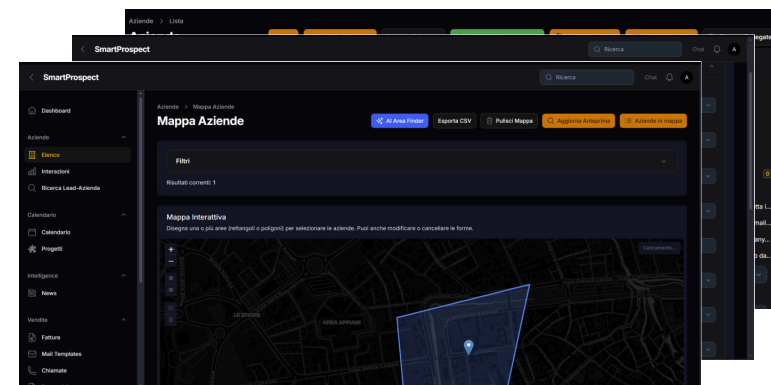 Aziende > Lista
SmartProspect
Ricerca
Chat
A
SmartProspect
Ricerca
Chat
A
Dashboard
Aziende
Elenco
Interazioni
Ricerca Lead-Azienda
Calendario
Calendario
Progetti
Intelligence
News
Vendite
Fatture
Mail Templates
Chiamate
Aziende > Mappa Aziende
Mappa Aziende
AI Area Finder
Esporta CSV
Pulisci Mappa
Aggiorna Anteprima
Aziende in mappa
Filtri
Risultati correnti: 1
Mappa Interattiva
Disegna una o più aree (rettangoli o poligoni) per selezionare le aziende. Puoi anche modificare o cancellare le forme.
+
−
Caricamento...
AREA APPIANI